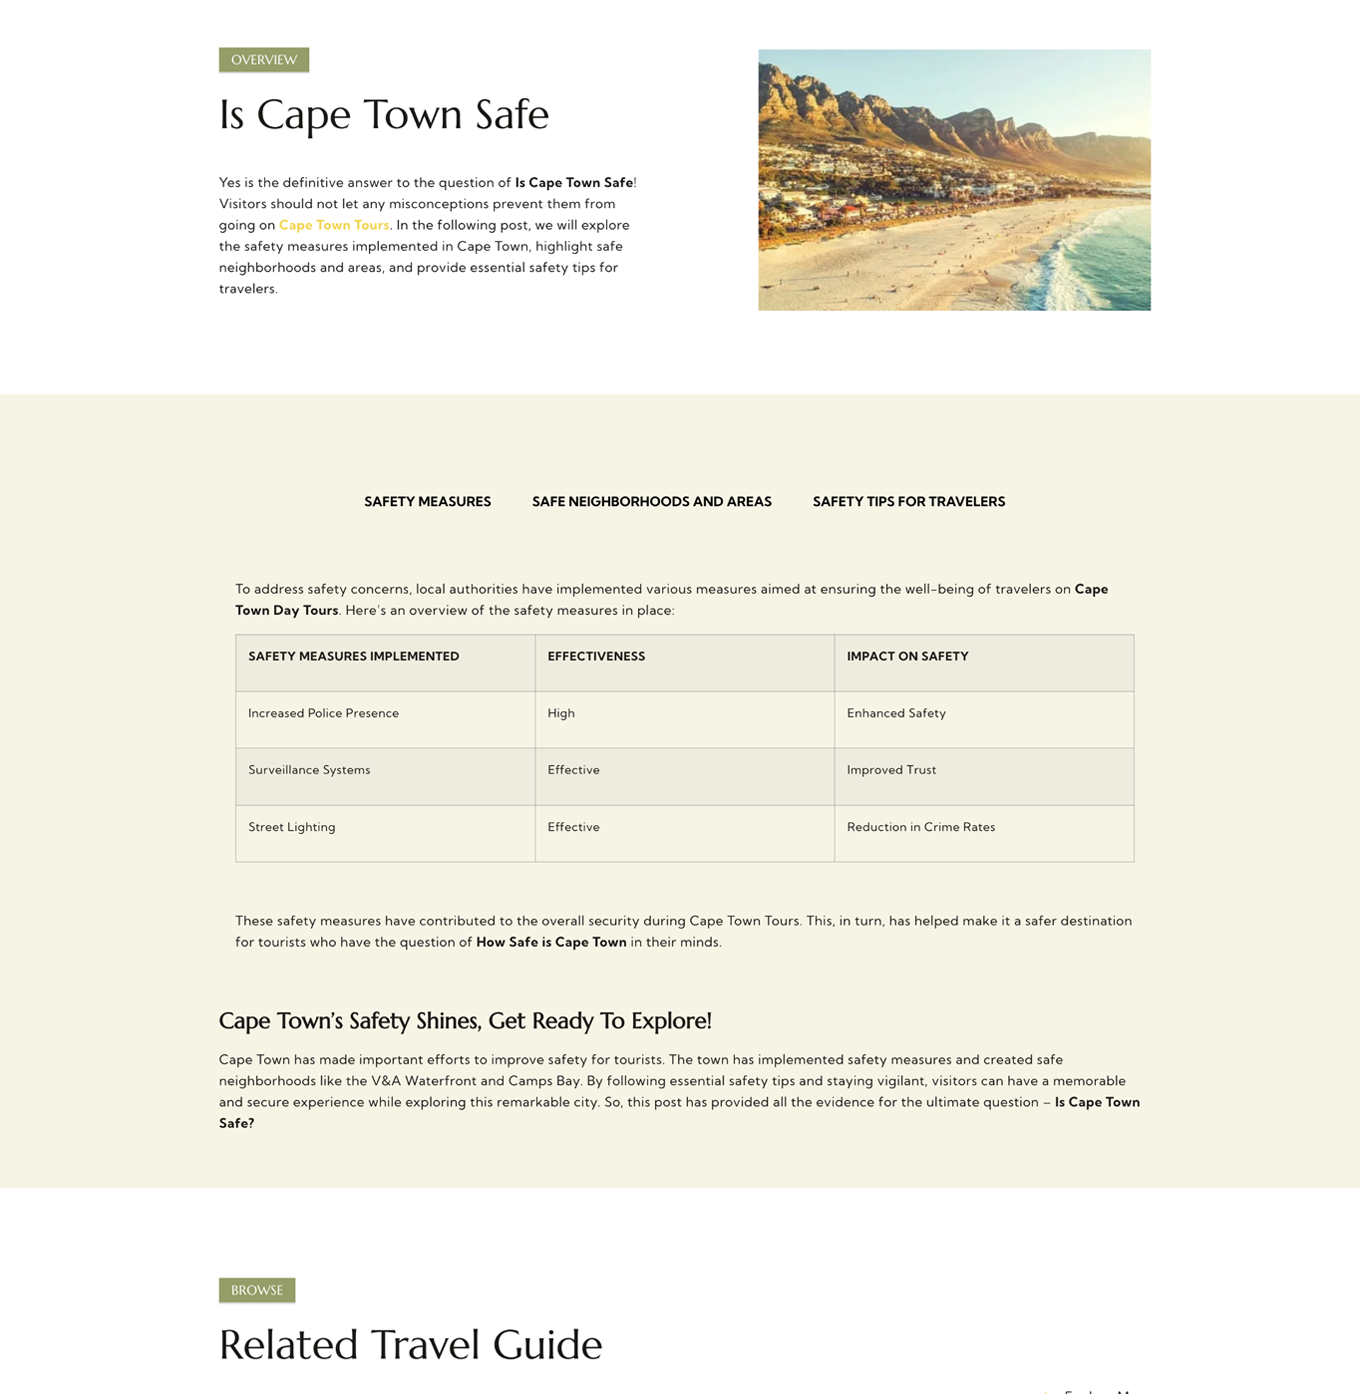 OVERVIEW
Is Cape Town Safe
Yes is the definitive answer to the question of Is Cape Town Safe!
Visitors should not let any misconceptions prevent them from
going on Cape Town Tours. In the following post, we will explore
the safety measures implemented in Cape Town, highlight safe
neighborhoods and areas, and provide essential safety tips for
travelers.
SAFETY MEASURES SAFE NEIGHBORHOODS AND AREAS SAFETY TIPS FOR TRAVELERS
To address safety concerns, local authorities have implemented various measures aimed at ensuring the well-being of travelers on Cape
Town Day Tours. Here's an overview of the safety measures in place:
SAFETY MEASURES IMPLEMENTED EFFECTIVENESS IMPACT ON SAFETY
Increased Police Presence High Enhanced Safety
Surveillance Systems Effective Improved Trust
Street Lighting Effective Reduction in Crime Rates
These safety measures have contributed to the overall security during Cape Town Tours. This, in turn, has helped make it a safer destination
for tourists who have the question of How Safe is Cape Town in their minds.
Cape Town's Safety Shines, Get Ready To Explore!
Cape Town has made important efforts to improve safety for tourists. The town has implemented safety measures and created safe
neighborhoods like the V&A Waterfront and Camps Bay. By following essential safety tips and staying vigilant, visitors can have a memorable
and secure experience while exploring this remarkable city. So, this post has provided all the evidence for the ultimate question – Is Cape Town
Safe?
BROWSE
Related Travel Guide